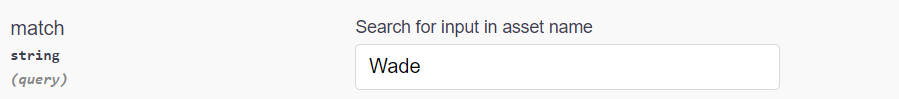 match
string
(query)
Search for input in asset name
Wade